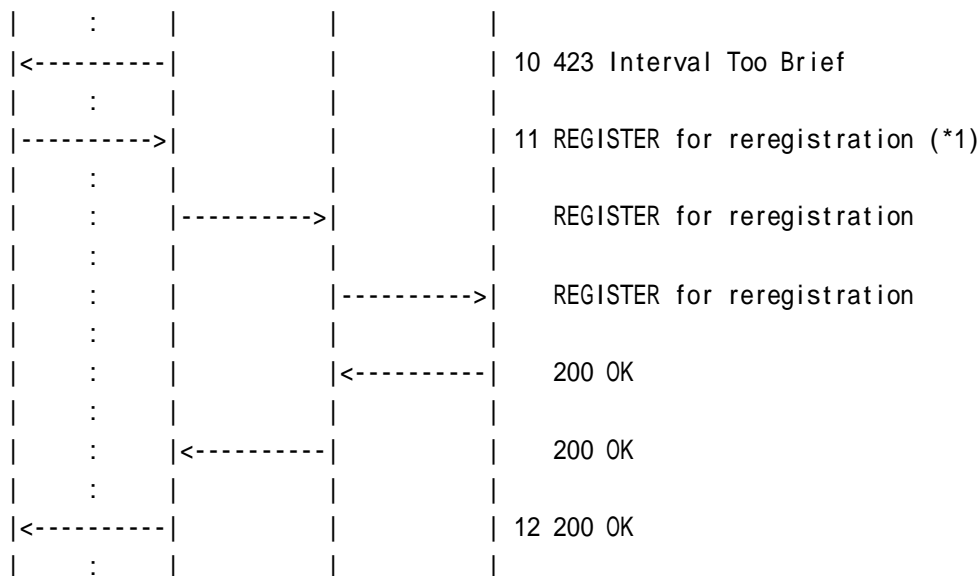 |     :     |          |          |
|<----------|          |          | 10 423 Interval Too Brief
|     :     |          |          |
|---------->|          |          | 11 REGISTER for reregistration (*1)
|     :     |          |          |
|     :     |---------->|          |    REGISTER for reregistration
|     :     |          |          |
|     :     |          |---------->|    REGISTER for reregistration
|     :     |          |          |
|     :     |          |<----------|    200 OK
|     :     |          |          |
|     :     |<----------|          |    200 OK
|     :     |          |          |
|<----------|          |          | 12 200 OK
|     :     |          |          |